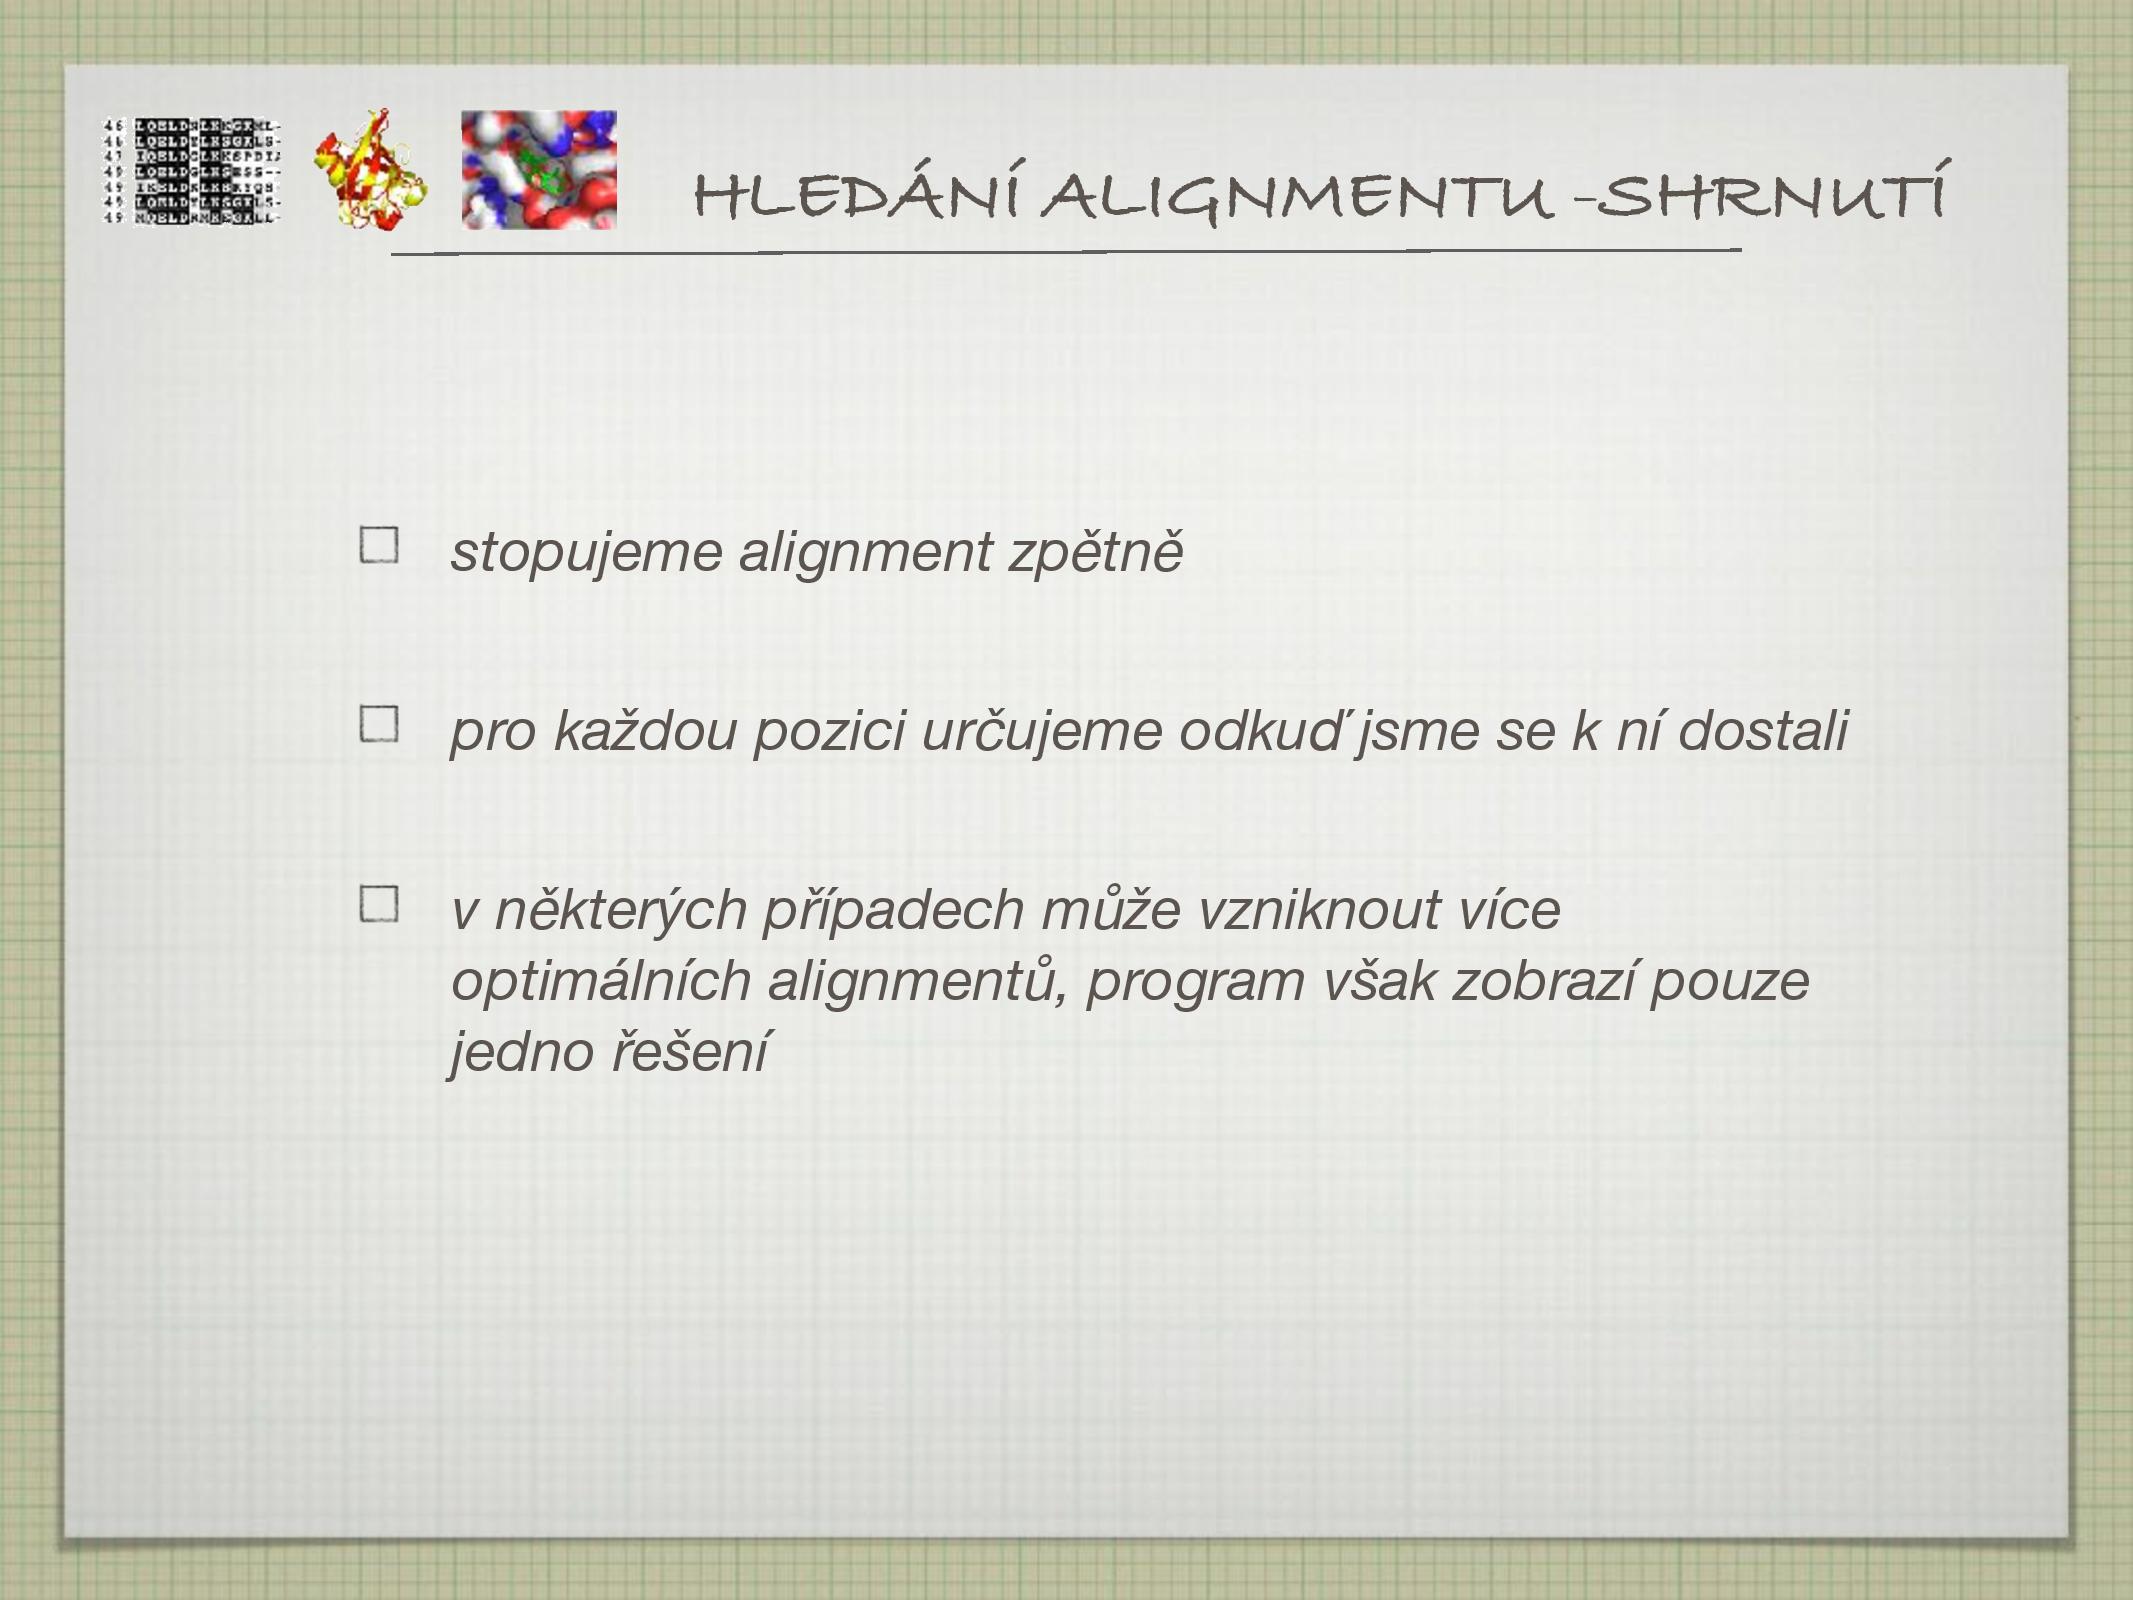 HLEDÁNÍ ALIGNMENTU -SHRNUTÍ
stopujeme alignment zpětně
pro každou pozici určujeme odkuď jsme se k ní dostali
v některých případech může vzniknout více
optimálních alignmentů, program však zobrazí pouze
jedno řešení